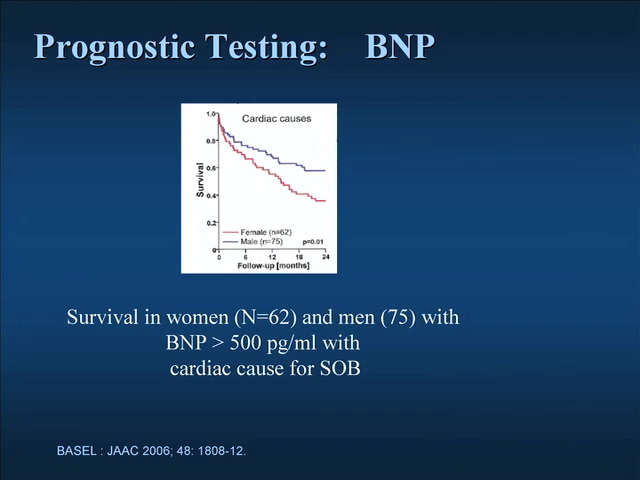 Prognostic Testing: BNP
Cardiac causes
1.0
0.8
0.6
0.4
0.2
0
Survival
Female (n=62)
Male (n=75) p=0.01
0 6 12 18 24
Follow-up [months]
Survival in women (N=62) and men (75) with
BNP > 500 pg/ml with
cardiac cause for SOB
BASEL : JAAC 2006; 48: 1808-12.